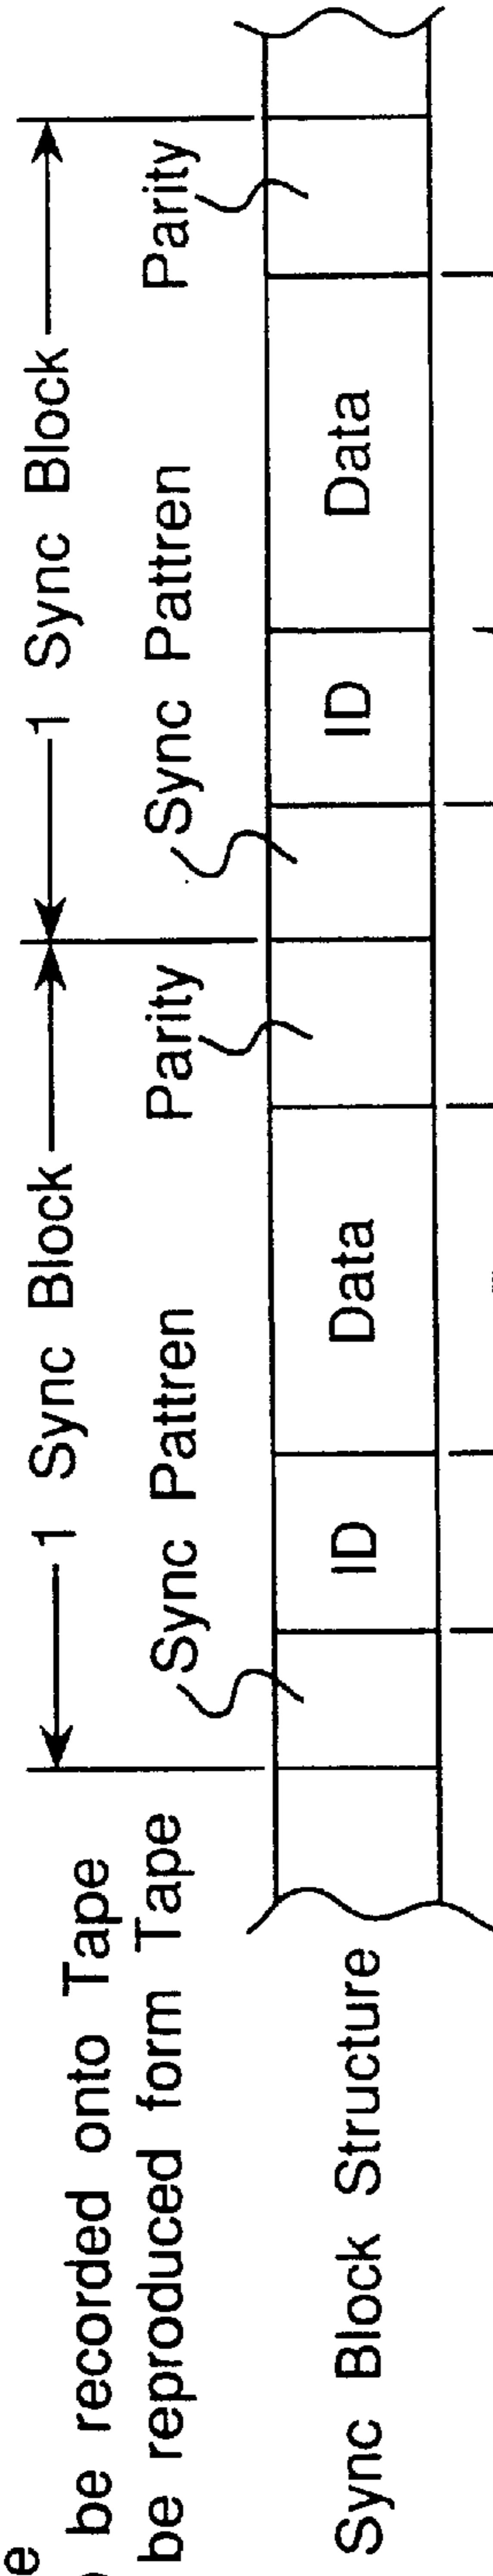 1 Sync Block 1 Sync Block
Sync Pattren Parity Sync Pattren Parity
be recorded onto Tape
be reproduced form Tape
Sync Block Structure ID Data ID Data